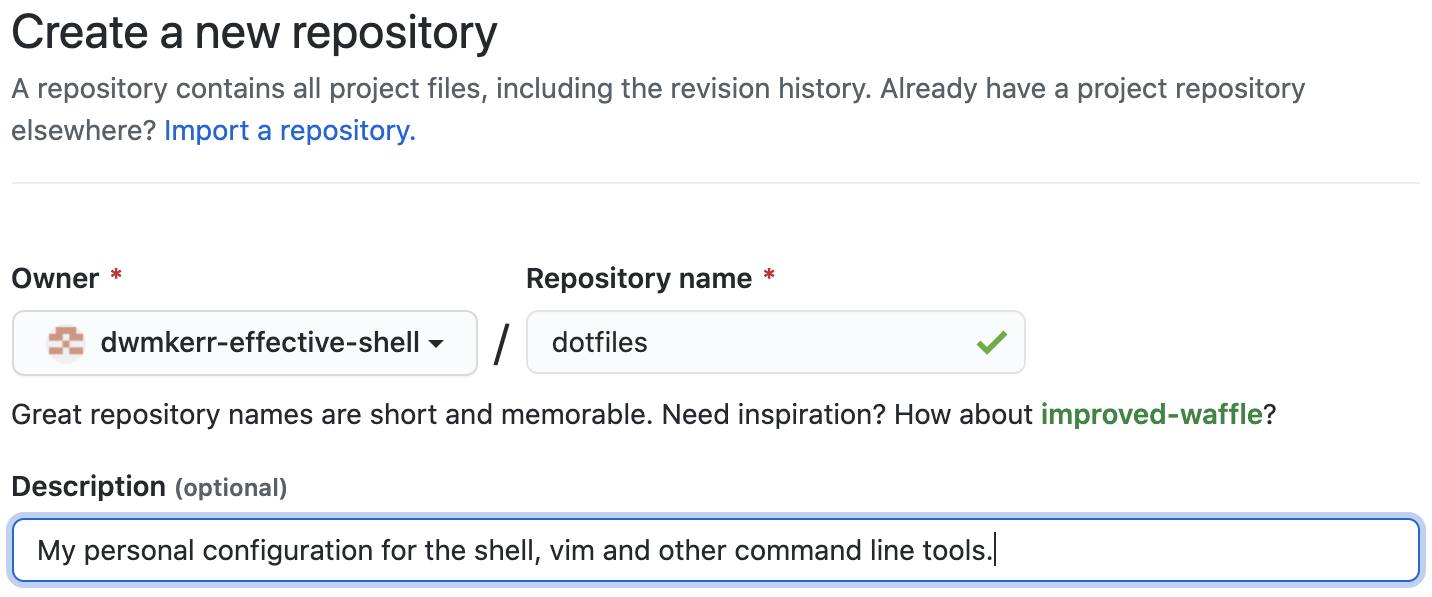 Create a new repository
A repository contains all project files, including the revision history. Already have a project repository
elsewhere? Import a repository.
Owner * Repository name *
dwmkerr-effective-shell / dotfiles
Great repository names are short and memorable. Need inspiration? How about improved-waffle?
Description (optional)
My personal configuration for the shell, vim and other command line tools.